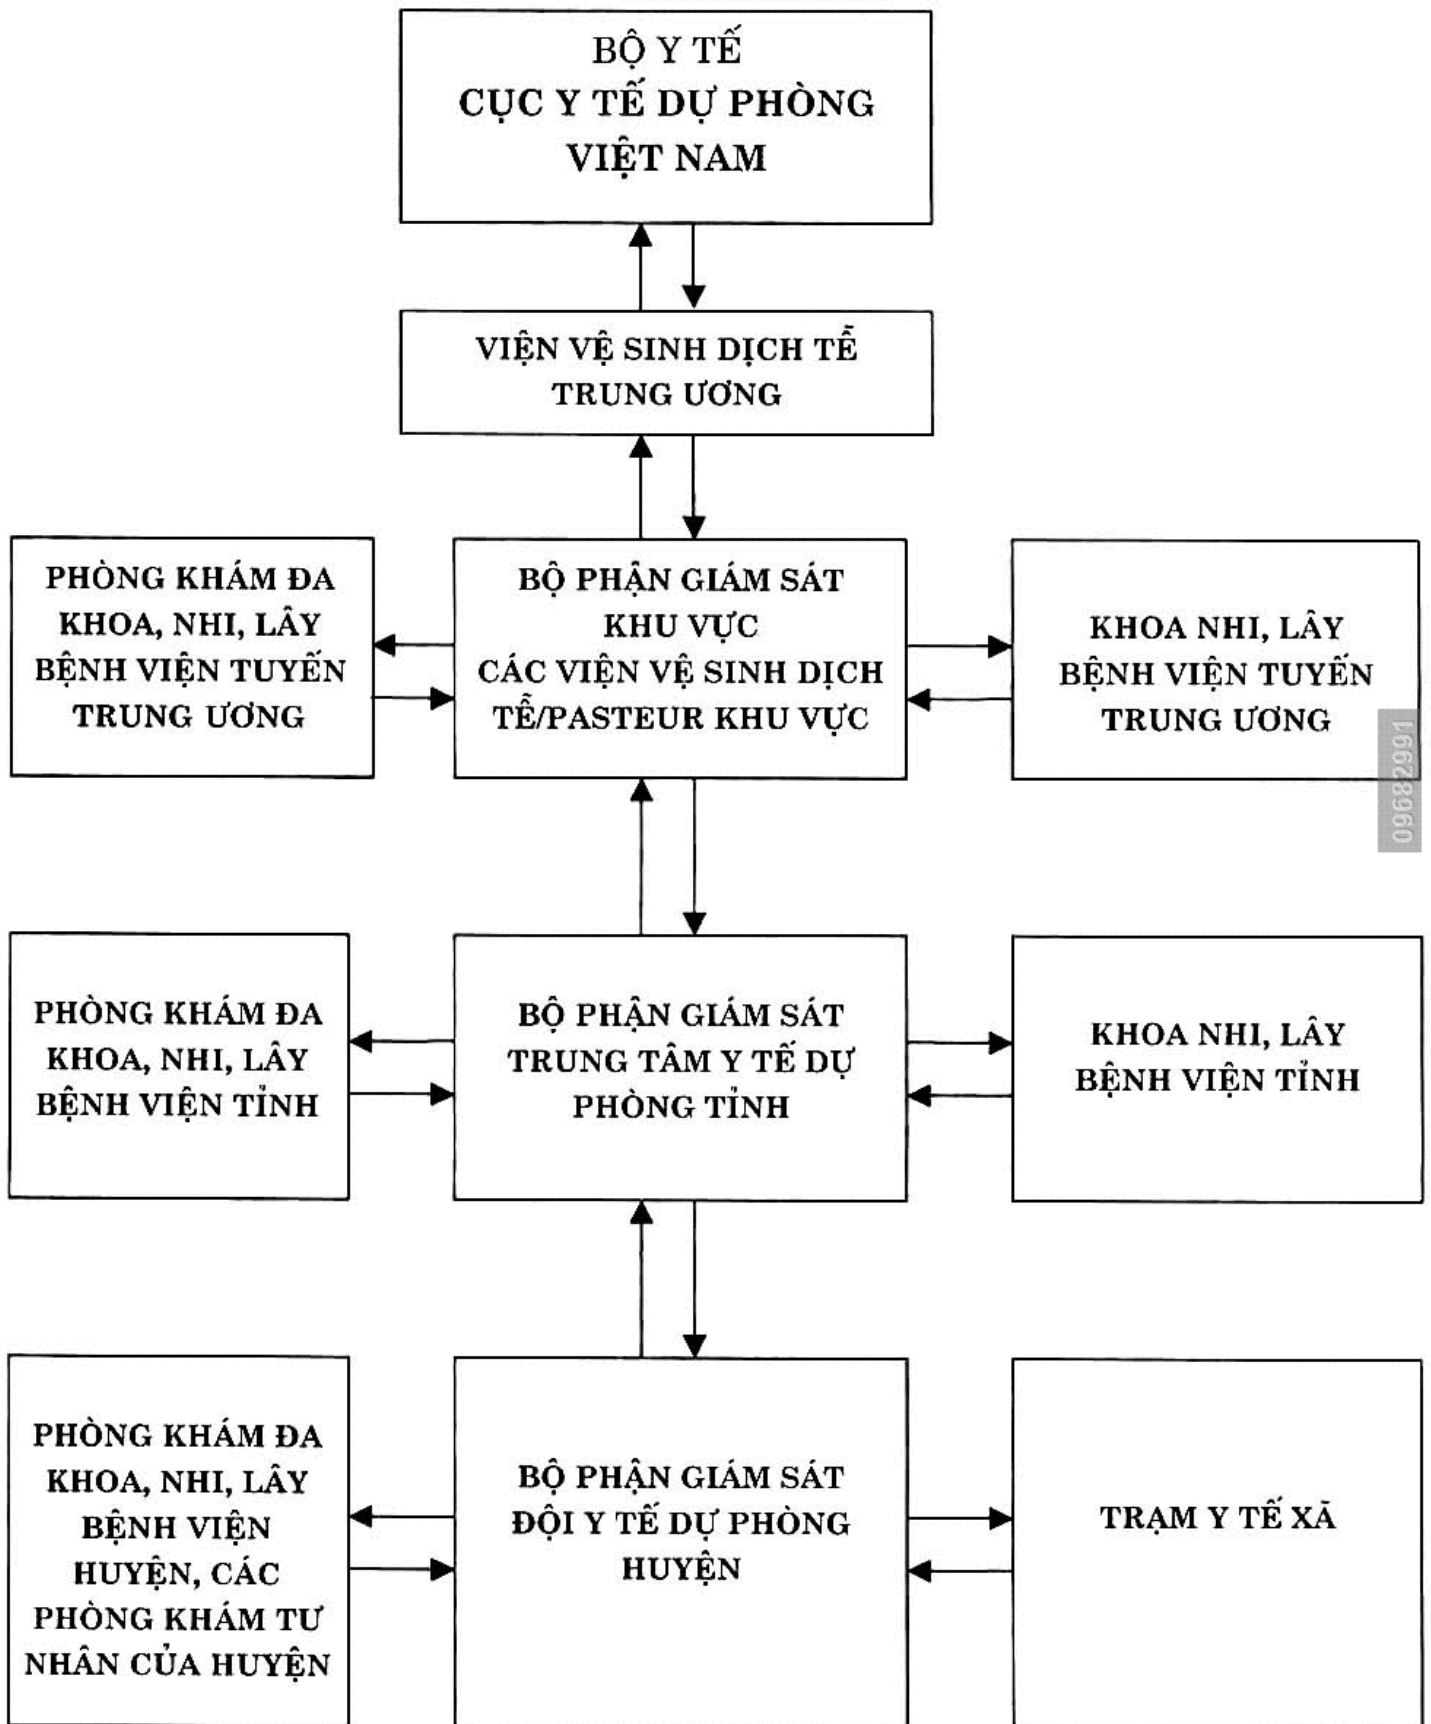 BỘ Y TẾ
CỤC Y TẾ DỰ PHÒNG
VIỆT NAM
VIỆN VỆ SINH DỊCH TỄ
TRUNG ƯƠNG
PHÒNG KHÁM ĐA
KHOA, NHI, LÂY
BỆNH VIỆN TUYẾN
TRUNG ƯƠNG
BỘ PHẬN GIÁM SÁT
KHU VỰC
CÁC VIỆN VỆ SINH DỊCH
TỄ/PASTEUR KHU VỰC
KHOA NHI, LÂY
BỆNH VIỆN TUYẾN
TRUNG ƯƠNG
09682991
PHÒNG KHÁM ĐA
KHOA, NHI, LÂY
BỆNH VIỆN TỈNH
BỘ PHẬN GIÁM SÁT
TRUNG TÂM Y TẾ DỰ
PHÒNG TỈNH
KHOA NHI, LÂY
BỆNH VIỆN TỈNH
PHÒNG KHÁM ĐA
KHOA, NHI, LÂY
BỆNH VIỆN
HUYỆN, CÁC
PHÒNG KHÁM TƯ
NHÂN CỦA HUYỆN
BỘ PHẬN GIÁM SÁT
ĐỘI Y TẾ DỰ PHÒNG
HUYỆN
TRẠM Y TẾ XÃ